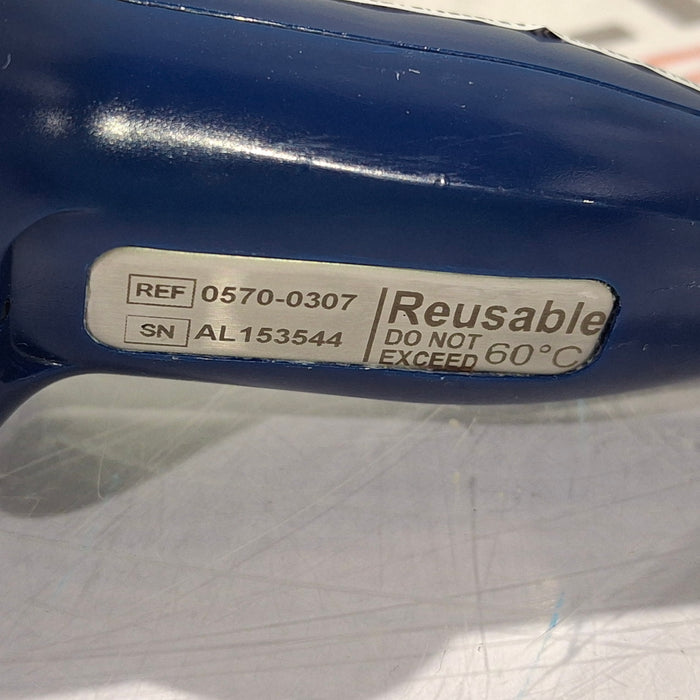 REF 0570-0307
SN AL153544
Reusable
DO NOT
EXCEED 60°C